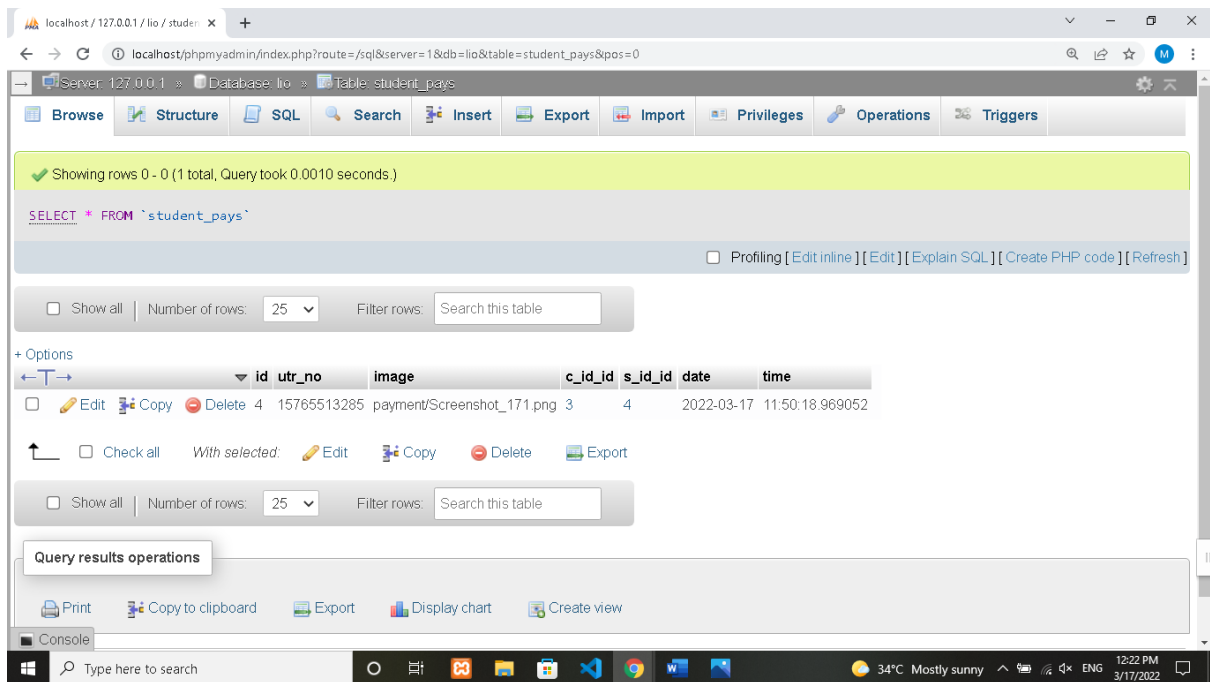 localhost / 127.0.0.1 / lio / studen
localhost/phpmyadmin/index.php?route=/sql&server=1&db=lio&table=student_pays&pos=0
M
Server: 127.0.0.1 » Database: lio » Table: student_pays
Browse Structure SQL Search Insert Export Import Privileges Operations Triggers
Showing rows 0 - 0 (1 total, Query took 0.0010 seconds.)
SELECT * FROM `student_pays`
Profiling [ Edit inline ] [ Edit ] [ Explain SQL ] [ Create PHP code ] [ Refresh ]
Show all | Number of rows: 25 Filter rows: Search this table
+ Options
←T→ id utr_no image c_id_id s_id_id date time
Edit Copy Delete 4 15765513285 payment/Screenshot_171.png 3 4 2022-03-17 11:50:18.969052
Check all With selected: Edit Copy Delete Export
Show all | Number of rows: 25 Filter rows: Search this table
Query results operations
Print Copy to clipboard Export Display chart Create view
Console
Type here to search 34°C Mostly sunny ENG 12:22 PM
3/17/2022